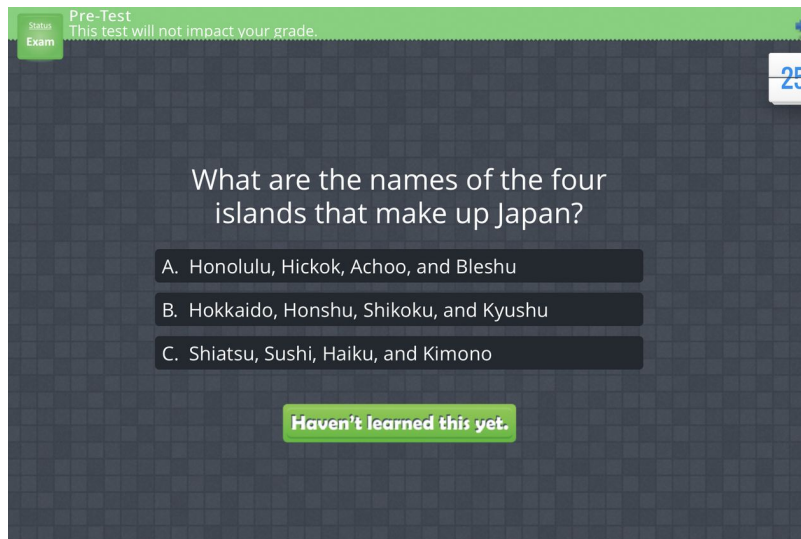 Status
Exam
Pre-Test
This test will not impact your grade.
25
What are the names of the four
islands that make up Japan?
A. Honolulu, Hickok, Achoo, and Bleshu
B. Hokkaido, Honshu, Shikoku, and Kyushu
C. Shiatsu, Sushi, Haiku, and Kimono
Haven't learned this yet.